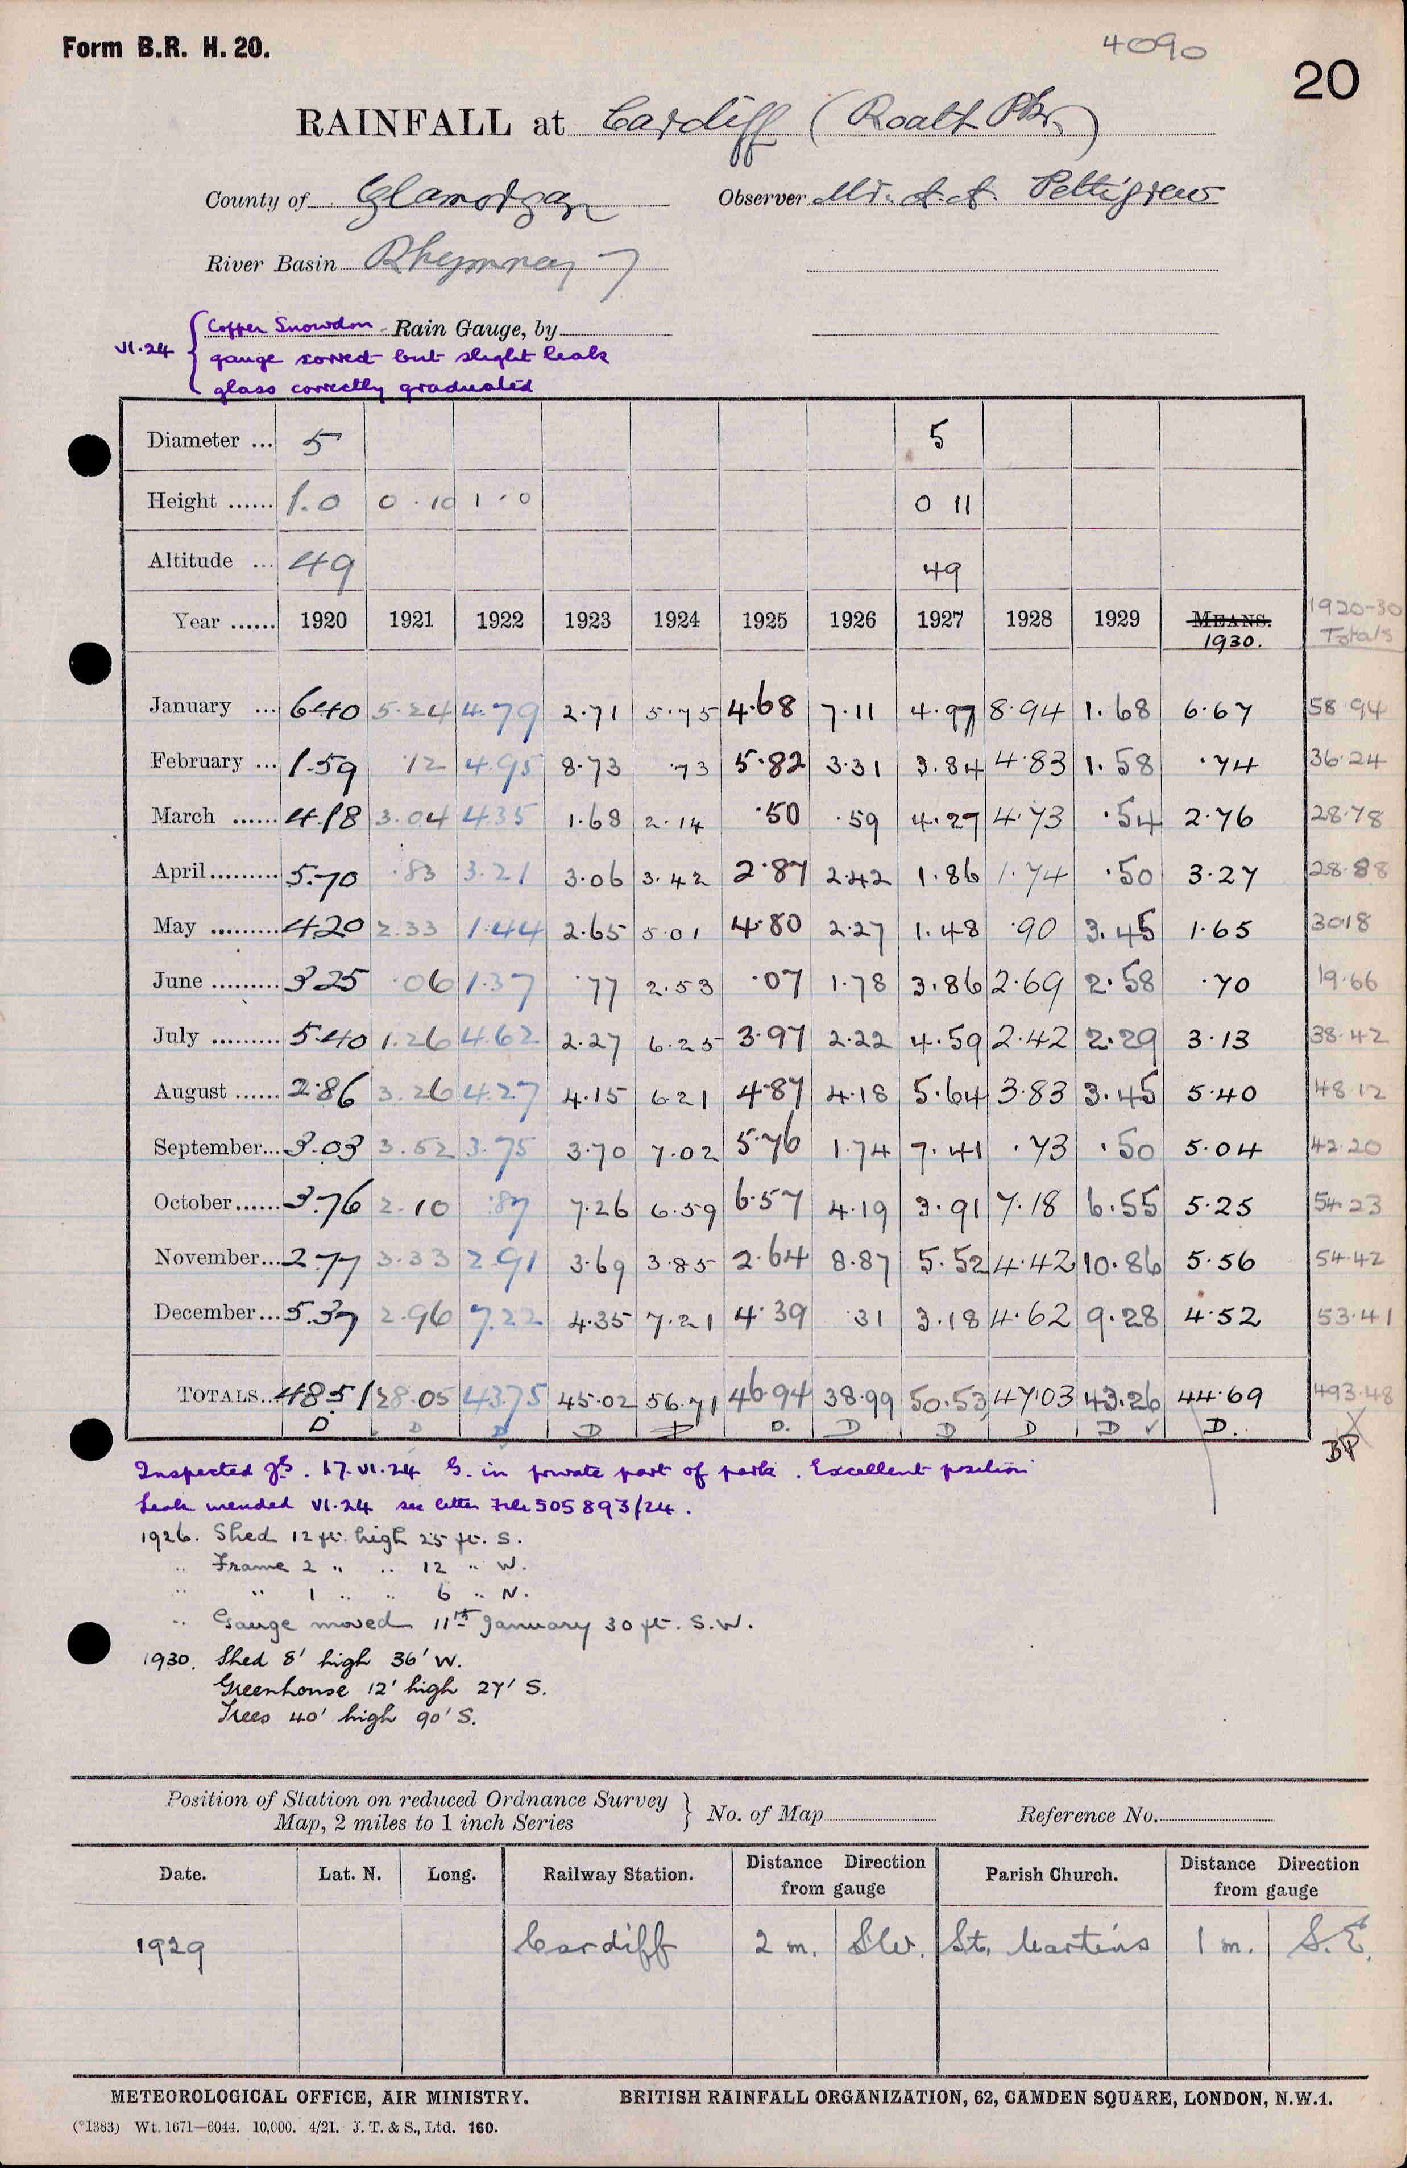 Form B.R. H. 20.
4090
20
RAINFALL at Cardiff (Roath Pk.)
County of Glamorgan Observer Mr. A. A. Pettigrew
River Basin Rhymney
VI.24 Copper Snowdon - Rain Gauge, by
gauge correct but slight leak
glass correctly graduated
Diameter ... 5 5
Height ...... 1.0 0.10 1.0 0 11
Altitude ... 49 49
Year ...... 1920 1921 1922 1923 1924 1925 1926 1927 1928 1929 MEANS. 1930. 1920-30 Totals
January ... 6.40 5.24 4.79 2.71 5.75 4.68 7.11 4.97 8.94 1.68 6.67 58.94
February ... 1.59 .12 4.95 8.73 .73 5.82 3.31 3.84 4.83 1.58 .74 36.24
March ...... 4.18 3.04 4.35 1.68 2.14 .50 .59 4.27 4.73 .54 2.76 28.78
April......... 5.70 .83 3.21 3.06 3.42 2.87 2.42 1.86 1.74 .50 3.27 28.88
May ......... 4.20 2.33 1.44 2.65 5.01 4.80 2.27 1.48 .90 3.45 1.65 30.18
June ......... 3.25 .06 1.37 .77 2.53 .07 1.78 3.86 2.69 2.58 .70 19.66
July ......... 5.40 1.26 4.62 2.27 6.25 3.97 2.22 4.59 2.42 2.29 3.13 38.42
August ...... 2.86 3.26 4.27 4.15 6.21 4.87 4.18 5.64 3.83 3.45 5.40 48.12
September... 3.03 3.52 3.75 3.70 7.02 5.76 1.74 7.41 .73 .50 5.04 42.20
October...... 3.76 2.10 .87 7.26 6.59 6.57 4.19 3.91 7.18 6.55 5.25 54.23
November... 2.77 3.33 2.91 3.69 3.85 2.64 8.87 5.52 4.42 10.86 5.56 54.42
December... 5.37 2.96 7.22 4.35 7.21 4.39 .31 3.18 4.62 9.28 4.52 53.41
TOTALS... 48.51 28.05 43.75 45.02 56.71 46.94 38.99 50.53 47.03 43.26 44.69 493.48
D D D D D D. D D D D ✓ D.
BP
Inspected 17.VI.24 G. in private part of park. Excellent position
Leak mended VI.24 see letter File 505893/24.
1926. Shed 12 ft. high 25 ft. S.
" Frame 2 " " 12 " W.
" " 1 " " 6 " N.
" Gauge moved 11th January 30 ft. S.W.
1930. Shed 8' high 36' W.
Greenhouse 12' high 27' S.
Trees 40' high 90' S.
Position of Station on reduced Ordnance Survey
Map, 2 miles to 1 inch Series } No. of Map Reference No.
Date. Lat. N. Long. Railway Station. Distance Direction from gauge Parish Church. Distance Direction from gauge
1929 Cardiff 2 m. SW. St. Martins 1 m. S.E.
METEOROLOGICAL OFFICE, AIR MINISTRY. BRITISH RAINFALL ORGANIZATION, 62, CAMDEN SQUARE, LONDON, N.W.1.
(*1383) Wt. 1671—6044. 10,000. 4/21. J. T. & S., Ltd. 160.